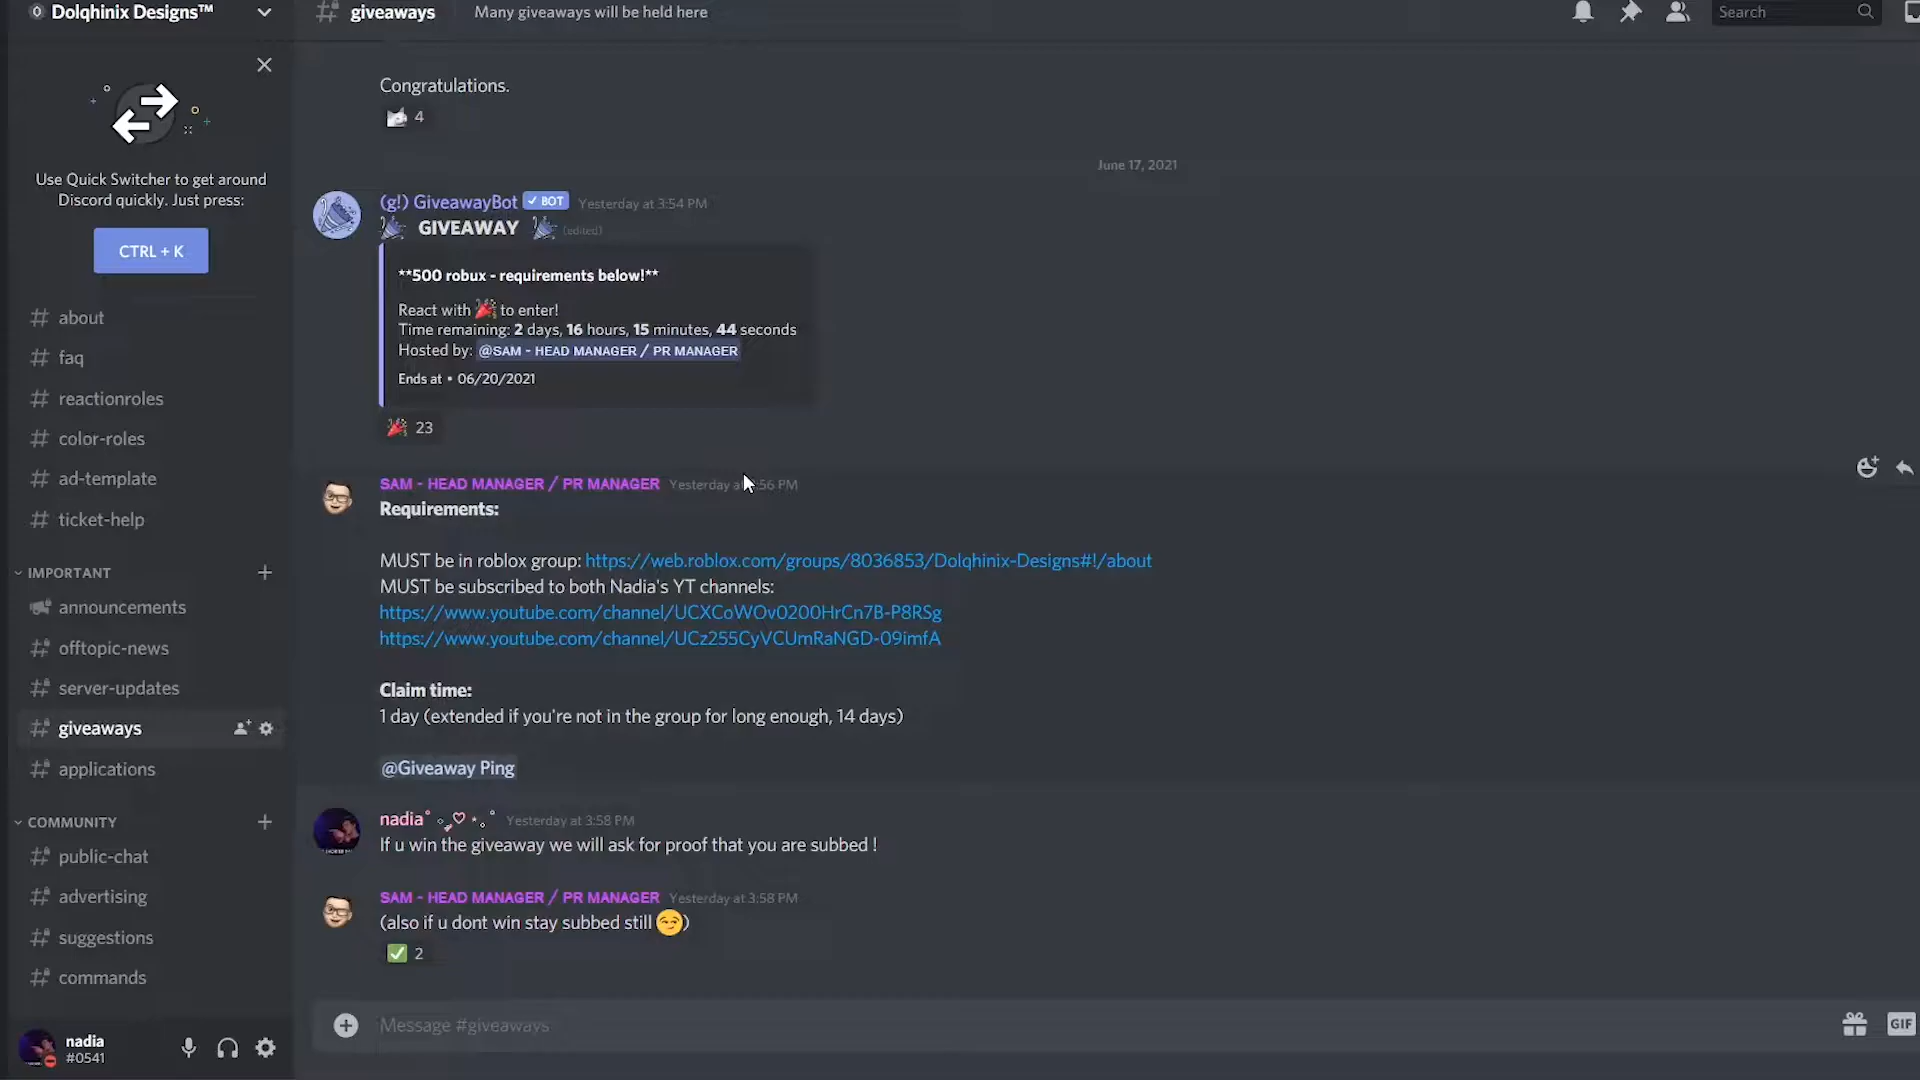 Dolqhinix Designs™
giveaways
Many giveaways will be held here
Search
Use Quick Switcher to get around
Discord quickly. Just press:
CTRL + K
# about
# faq
# reactionroles
# color-roles
# ad-template
# ticket-help
IMPORTANT
announcements
offtopic-news
server-updates
giveaways
applications
COMMUNITY
public-chat
advertising
suggestions
commands
nadia
#0541
Congratulations.
4
June 17, 2021
(g!) GiveawayBot BOT Yesterday at 3:54 PM
GIVEAWAY (edited)
**500 robux - requirements below!**
React with 🎉 to enter!
Time remaining: 2 days, 16 hours, 15 minutes, 44 seconds
Hosted by: @SAM - HEAD MANAGER / PR MANAGER
Ends at • 06/20/2021
23
SAM - HEAD MANAGER / PR MANAGER Yesterday :56 PM
Requirements:
MUST be in roblox group: https://web.roblox.com/groups/8036853/Dolqhinix-Designs#!/about
MUST be subscribed to both Nadia's YT channels:
https://www.youtube.com/channel/UCXCoWOv0200HrCn7B-P8RSg
https://www.youtube.com/channel/UCz255CyVCUmRaNGD-09imfA
Claim time:
1 day (extended if you're not in the group for long enough, 14 days)
@Giveaway Ping
nadia Yesterday at 3:58 PM
If u win the giveaway we will ask for proof that you are subbed !
SAM - HEAD MANAGER / PR MANAGER Yesterday at 3:58 PM
(also if u dont win stay subbed still 😏)
2
Message #giveaways
GIF